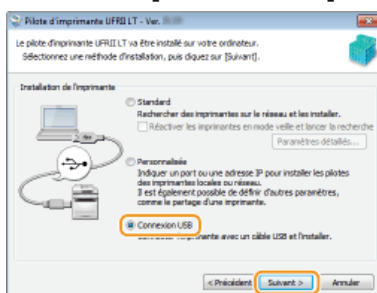 Pilote d'imprimante UFRII LT - Ver.
Le pilote d'imprimante UFRII LT va être installé sur votre ordinateur.
Sélectionnez une méthode d'installation, puis cliquez sur [Suivant].
Installation de l'imprimante
Standard
Rechercher des imprimantes sur le réseau et les installer.
Réactiver les imprimantes en mode veille et lancer la recherche
Paramètres détaillés...
Personnalisée
Indiquer un port ou une adresse IP pour installer les pilotes
des imprimantes locales ou réseau.
Il est également possible de définir d'autres paramètres,
comme le partage d'une imprimante.
Connexion USB
imprimante avec un câble USB et l'installer.
< Précédent
Suivant >
Annuler